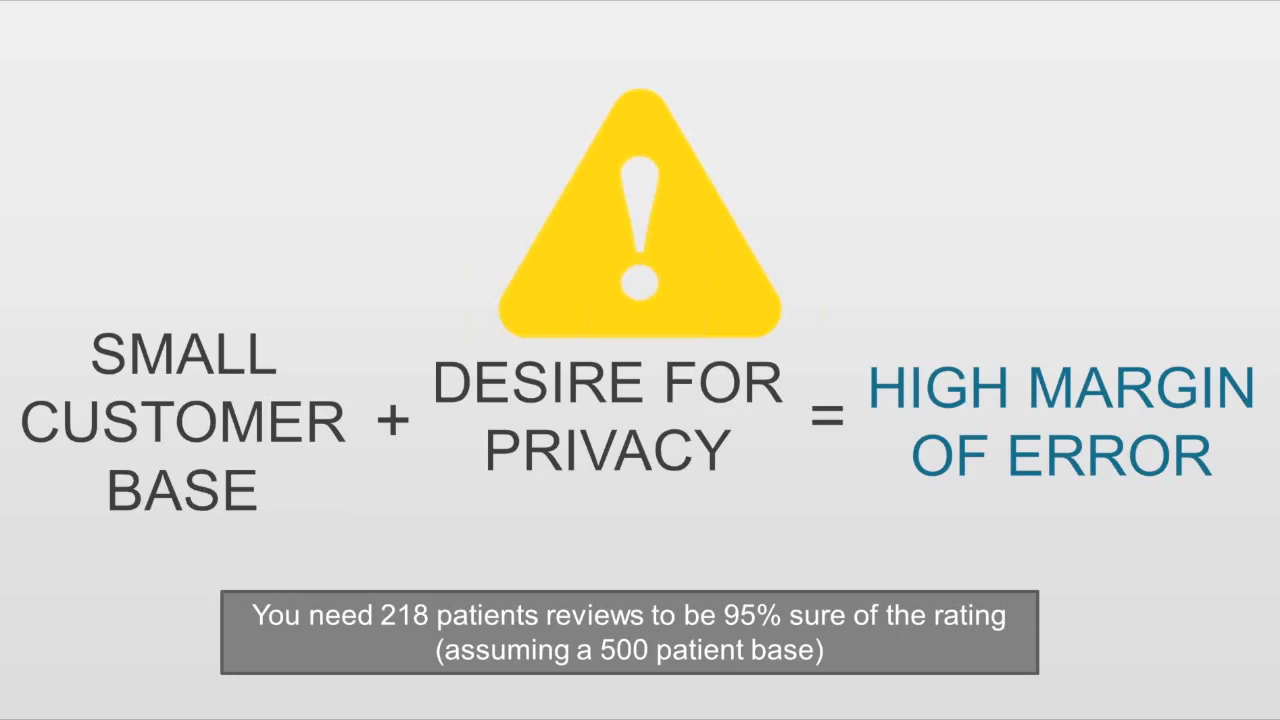 SMALL
CUSTOMER
BASE
+
DESIRE FOR
PRIVACY
=
HIGH MARGIN
OF ERROR
You need 218 patients reviews to be 95% sure of the rating
(assuming a 500 patient base)